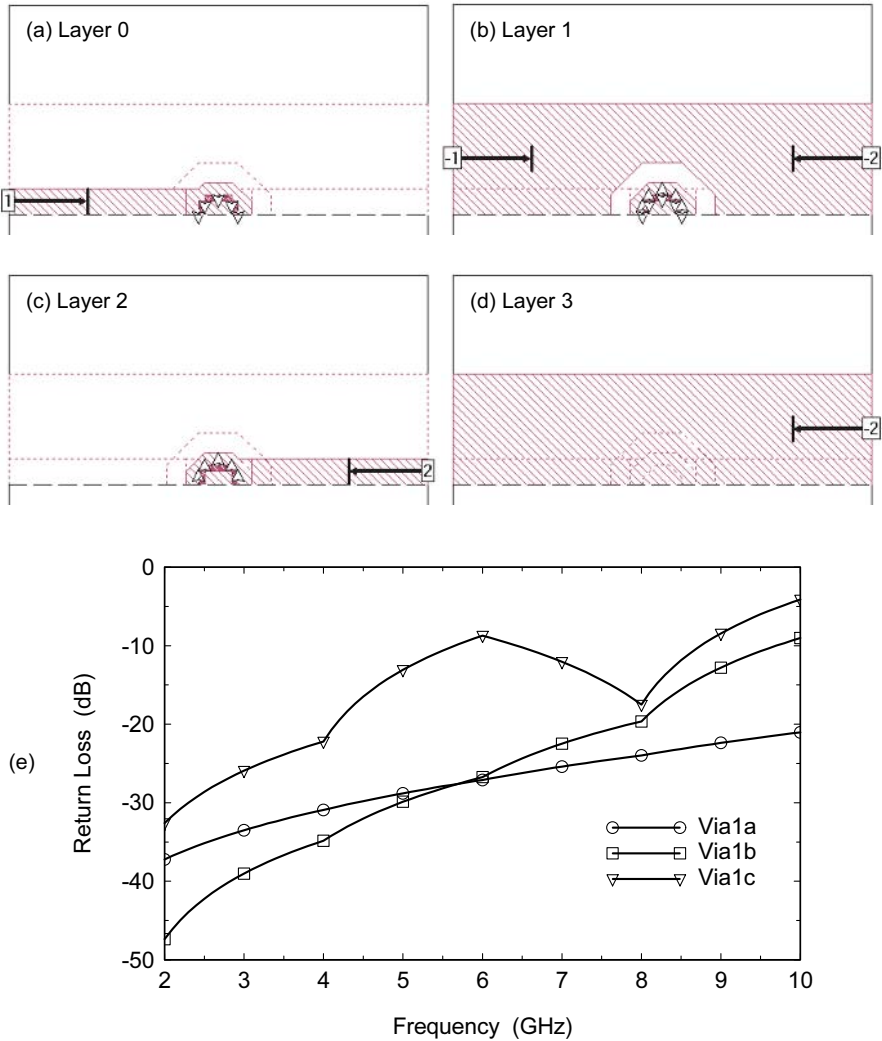 (a) Layer 0
1
(b) Layer 1
-1
-2
(c) Layer 2
2
(d) Layer 3
-2
(e)
Return Loss (dB)
0
-10
-20
-30
-40
-50
Via1a
Via1b
Via1c
2 3 4 5 6 7 8 9 10
Frequency (GHz)